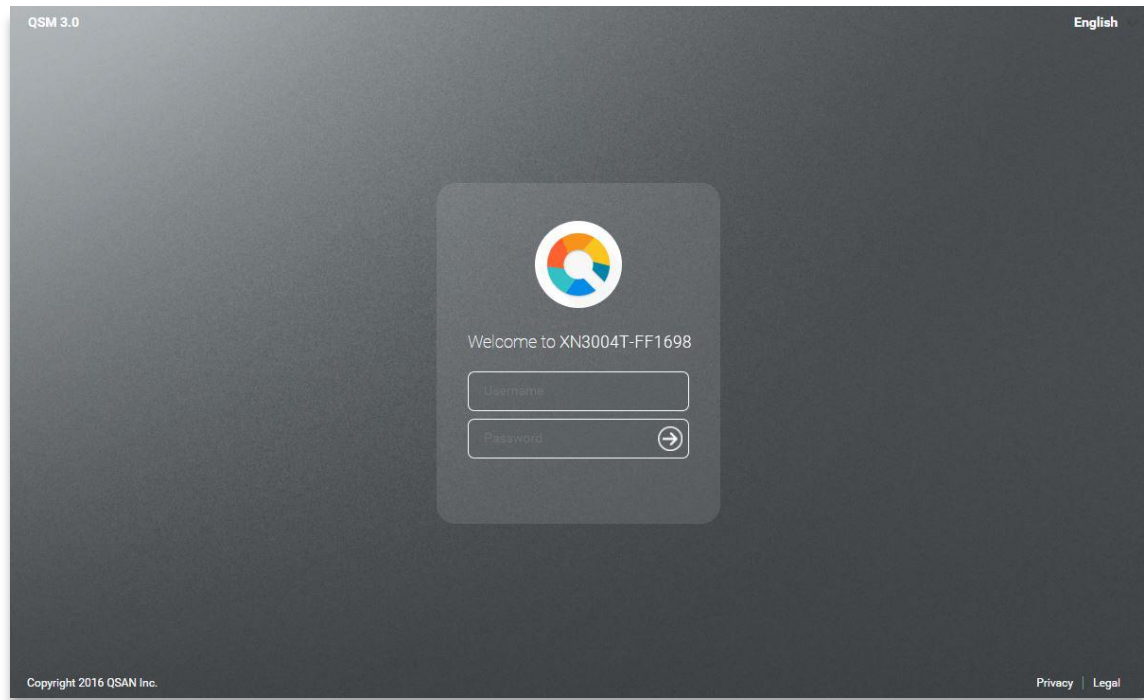 QSM 3.0
English
Welcome to XN3004T-FF1698
Username
Password
Copyright 2016 QSAN Inc.
Privacy | Legal